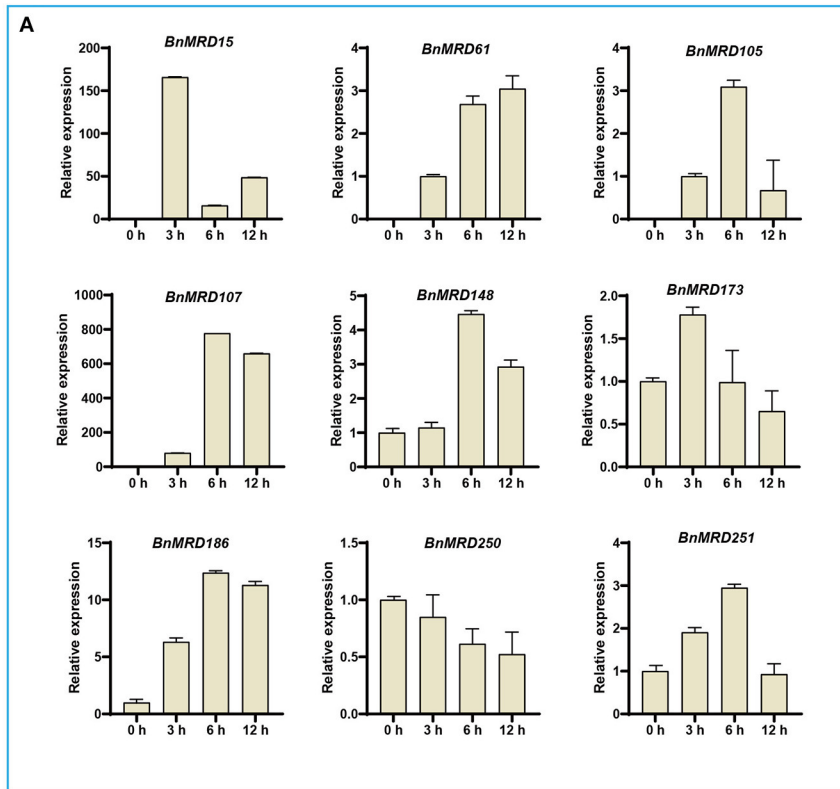 A
BnMRD15
Relative expression
200
150
100
50
0
0 h 3 h 6 h 12 h
BnMRD61
Relative expression
4
3
2
1
0
0 h 3 h 6 h 12 h
BnMRD105
Relative expression
4
3
2
1
0
0 h 3 h 6 h 12 h
BnMRD107
Relative expression
1000
800
600
400
200
0
0 h 3 h 6 h 12 h
BnMRD148
Relative expression
5
4
3
2
1
0
0 h 3 h 6 h 12 h
BnMRD173
Relative expression
2.0
1.5
1.0
0.5
0.0
0 h 3 h 6 h 12 h
BnMRD186
Relative expression
15
10
5
0
0 h 3 h 6 h 12 h
BnMRD250
Relative expression
1.5
1.0
0.5
0.0
0 h 3 h 6 h 12 h
BnMRD251
Relative expression
4
3
2
1
0
0 h 3 h 6 h 12 h